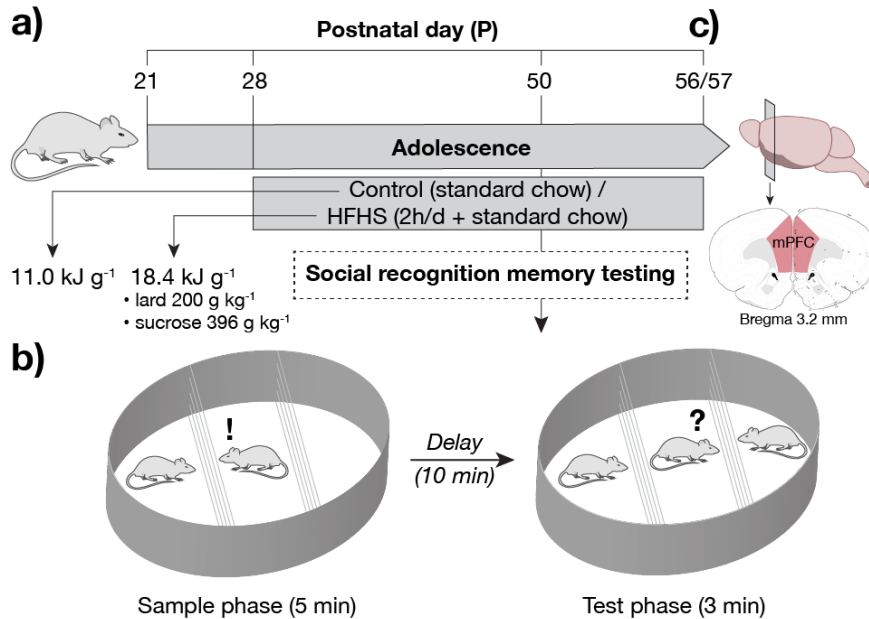 a)
Postnatal day (P)
c)
21
28
50
56/57
Adolescence
Control (standard chow) /
HFHS (2h/d + standard chow)
mPFC
11.0 kJ g⁻¹
18.4 kJ g⁻¹
• lard 200 g kg⁻¹
• sucrose 396 g kg⁻¹
Social recognition memory testing
Bregma 3.2 mm
b)
!
?
Delay
(10 min)
Sample phase (5 min)
Test phase (3 min)